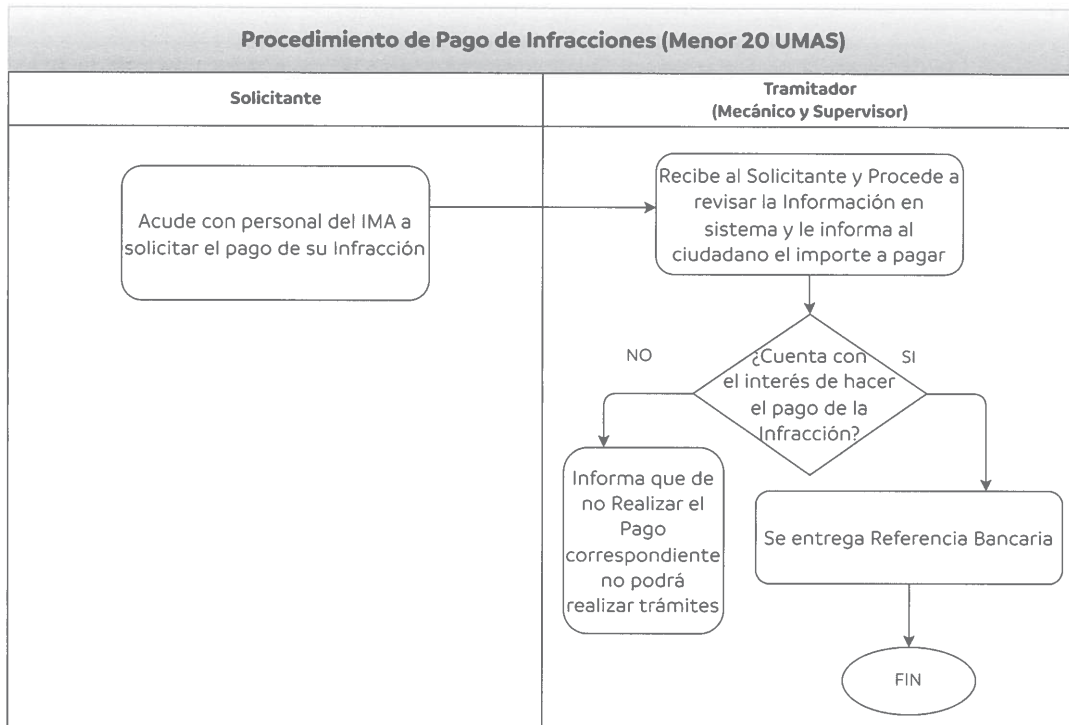 Procedimiento de Pago de Infracciones (Menor 20 UMAS)
Solicitante
Tramitador
(Mecánico y Supervisor)
Acude con personal del IMA a
solicitar el pago de su Infracción
Recibe al Solicitante y Procede a
revisar la Información en
sistema y le informa al
ciudadano el importe a pagar
¿Cuenta con
el interés de hacer
el pago de la
Infracción?
NO
SI
Informa que de
no Realizar el
Pago
correspondiente
no podrá
realizar trámites
Se entrega Referencia Bancaria
FIN